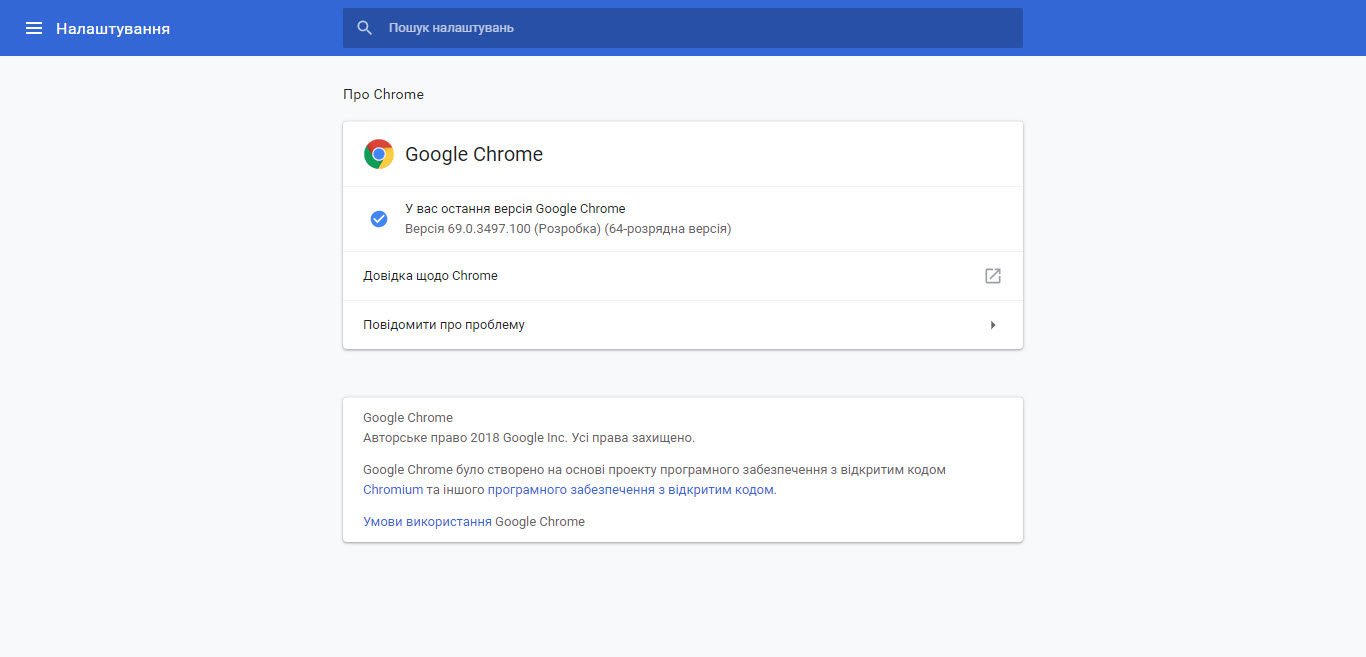 Налаштування
Пошук налаштувань
Про Chrome
Google Chrome
У вас остання версія Google Chrome
Версія 69.0.3497.100 (Розробка) (64-розрядна версія)
Довідка щодо Chrome
Повідомити про проблему
Google Chrome
Авторське право 2018 Google Inc. Усі права захищено.
Google Chrome було створено на основі проекту програмного забезпечення з відкритим кодом
Chromium та іншого програмного забезпечення з відкритим кодом.
Умови використання Google Chrome